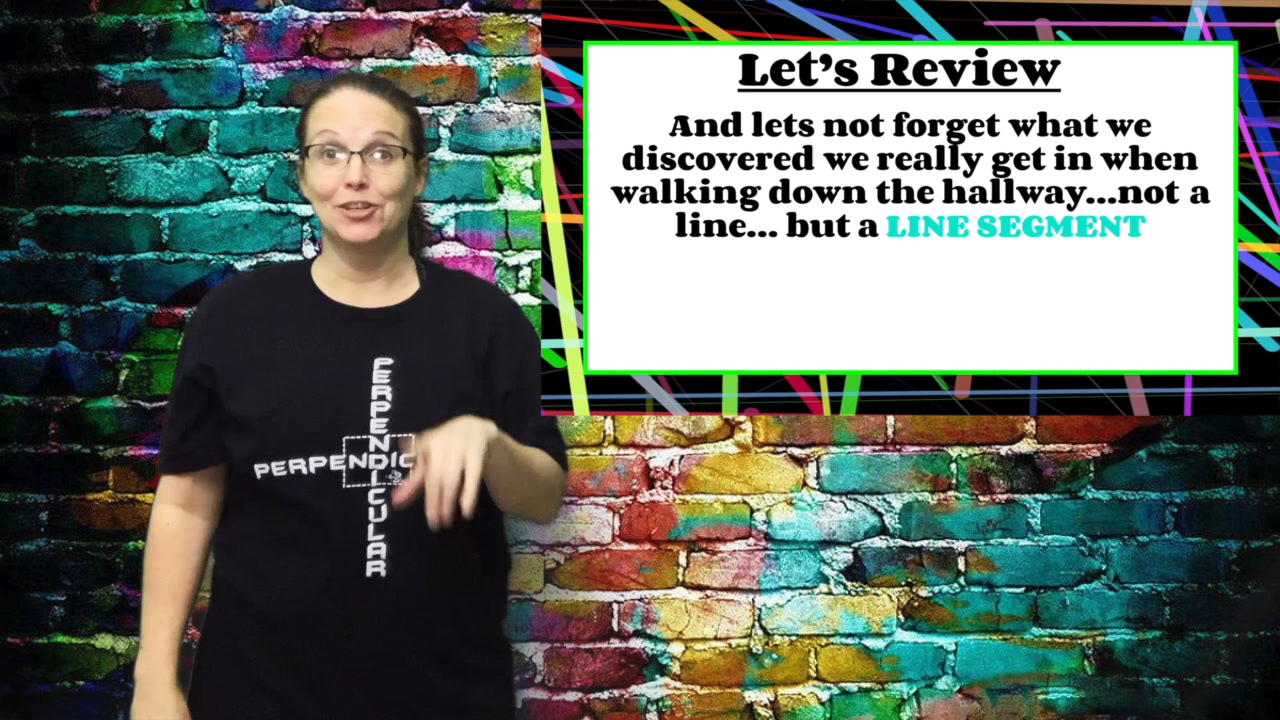 Let's Review
And lets not forget what we
discovered we really get in when
walking down the hallway...not a
line... but a LINE SEGMENT
PERPENDICULAR
PERPENDIC